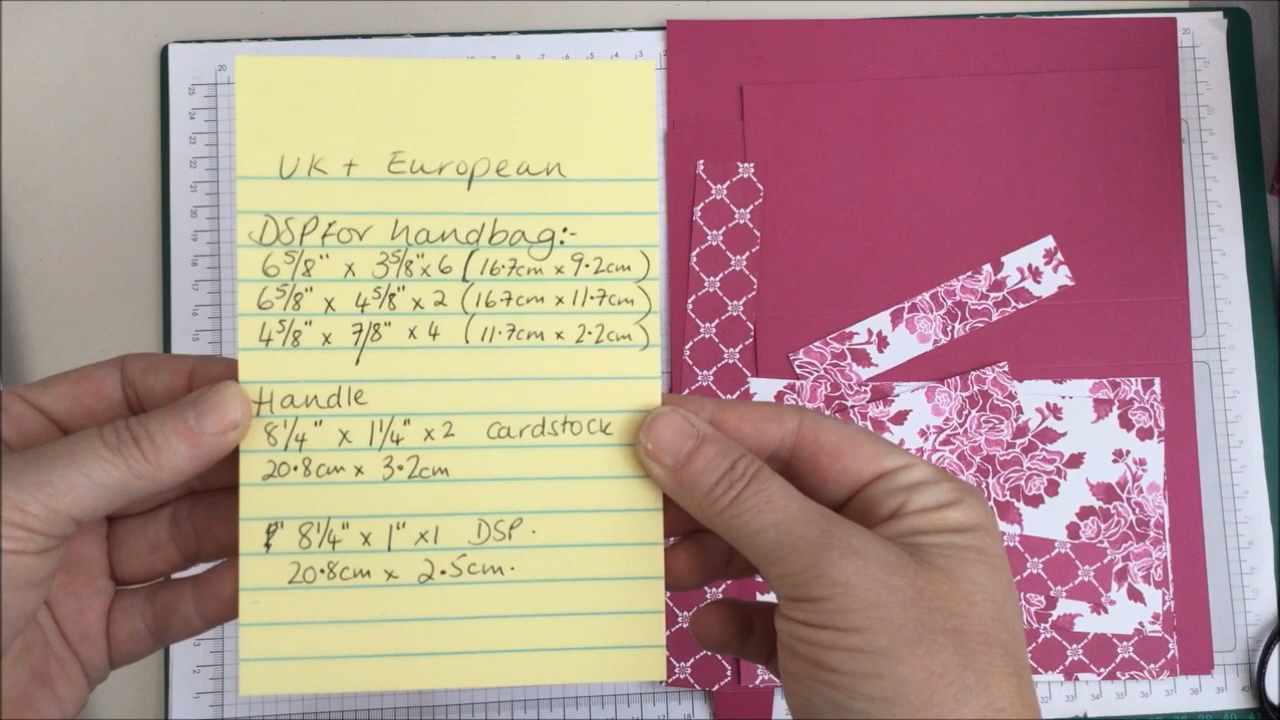 UK + European
DSP for handbag:-
6 5/8" x 3 5/8" x 6 (16.7cm x 9.2cm)
6 5/8" x 4 5/8" x 2 (16.7cm x 11.7cm)
4 5/8" x 7/8" x 4 (11.7cm x 2.2cm)
Handle
8 1/4" x 1 1/4" x 2 cardstock
20.8cm x 3.2cm
8 1/4" x 1" x 1 DSP.
20.8cm x 2.5cm.